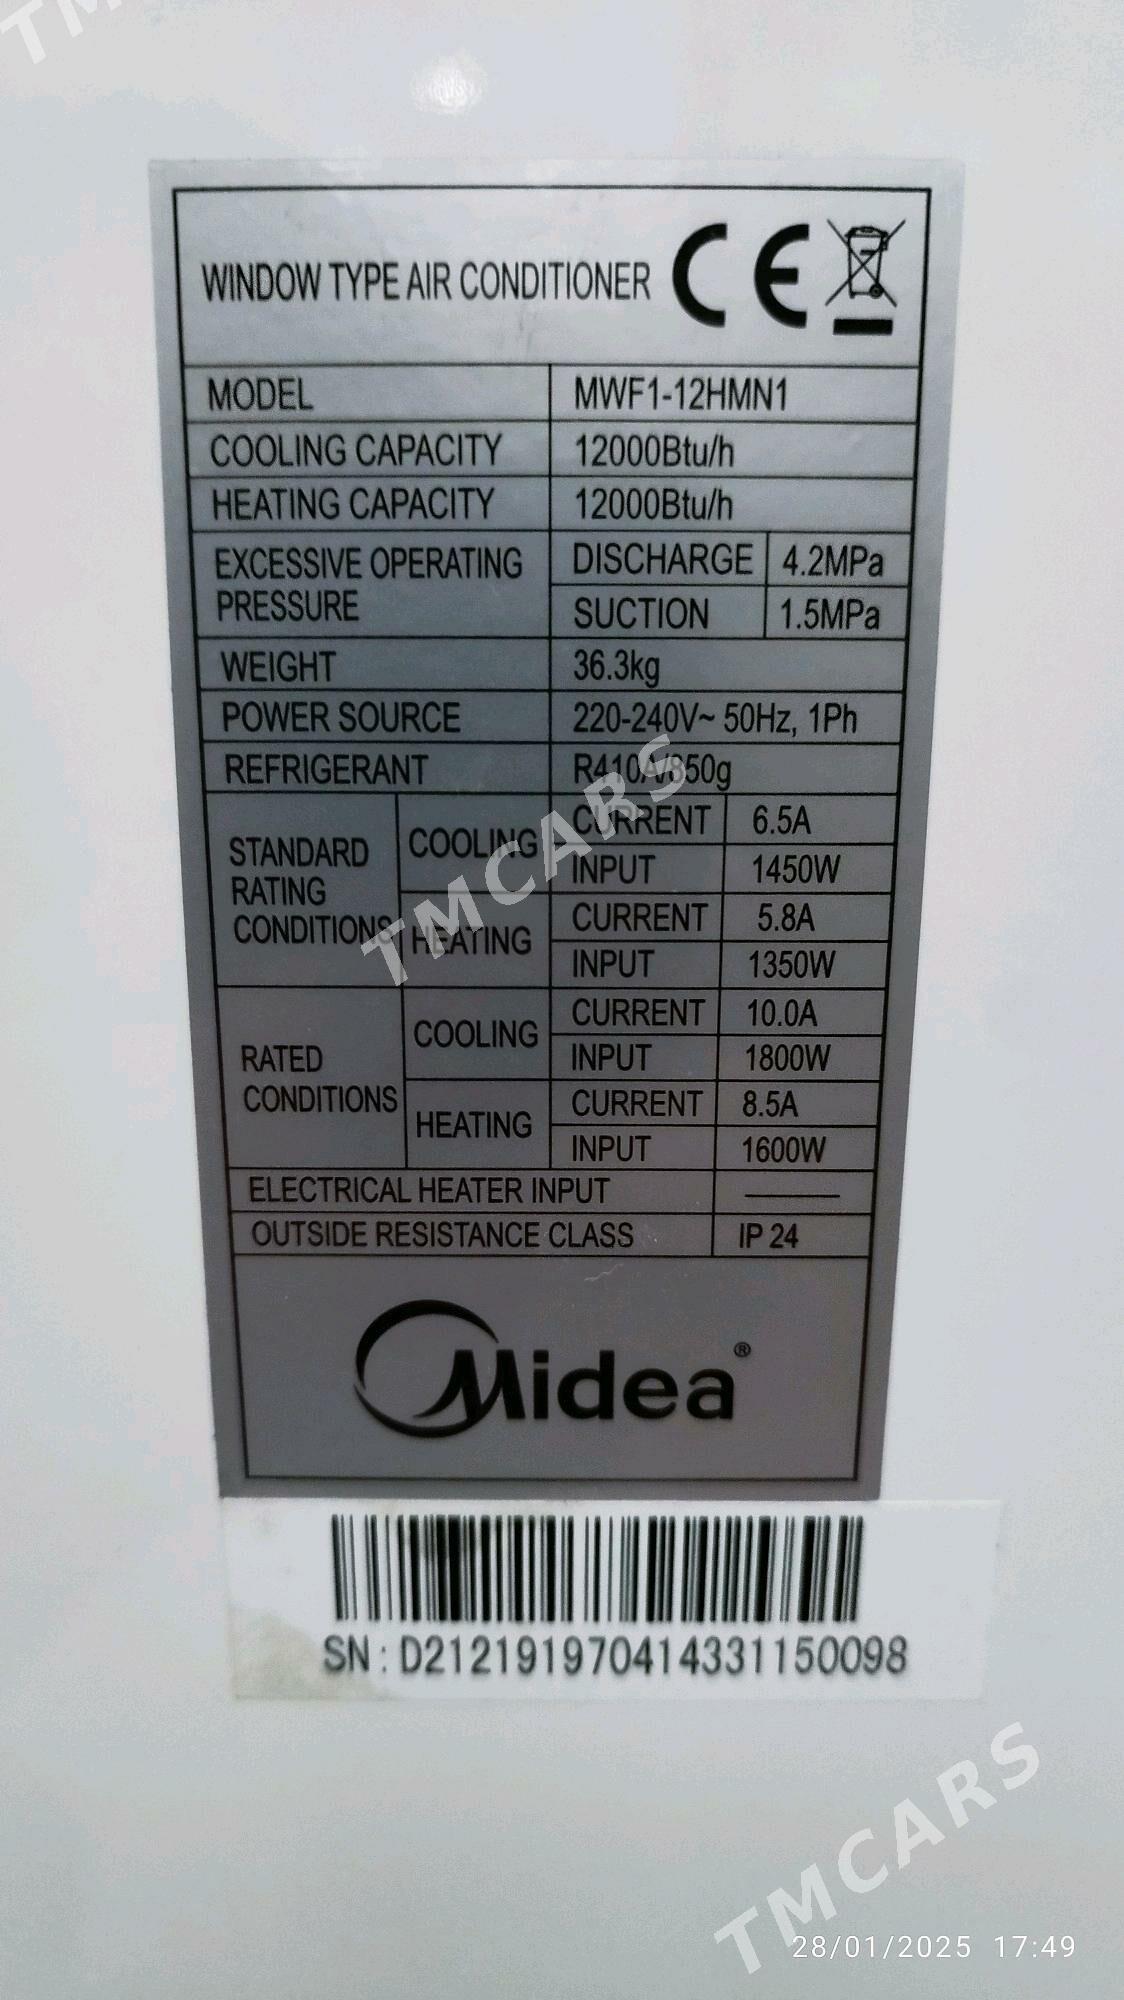 TM
WINDOW TYPE AIR CONDITIONER CE
MODEL MWF1-12HMN1
COOLING CAPACITY 12000Btu/h
HEATING CAPACITY 12000Btu/h
EXCESSIVE OPERATING PRESSURE DISCHARGE 4.2MPa
SUCTION 1.5MPa
WEIGHT 36.3kg
POWER SOURCE 220-240V~ 50Hz, 1Ph
REFRIGERANT R410A/850g
STANDARD RATING CONDITIONS COOLING CURRENT 6.5A
INPUT 1450W
HEATING CURRENT 5.8A
INPUT 1350W
RATED CONDITIONS COOLING CURRENT 10.0A
INPUT 1800W
HEATING CURRENT 8.5A
INPUT 1600W
ELECTRICAL HEATER INPUT ———
OUTSIDE RESISTANCE CLASS IP 24
Midea®
SN : D212191970414331150098
TMCARS
TMCARS
28/01/2025 17:49